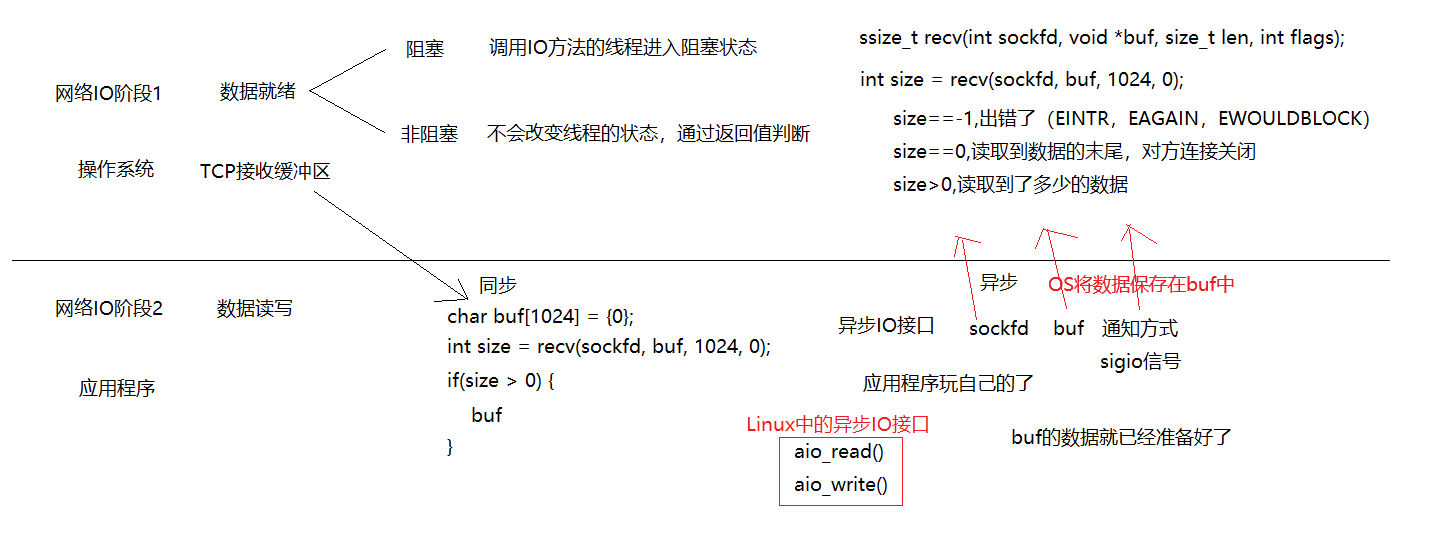 阻塞 调用IO方法的线程进入阻塞状态
ssize_t recv(int sockfd, void *buf, size_t len, int flags);
网络IO阶段1 数据就绪
int size = recv(sockfd, buf, 1024, 0);
size==-1,出错了（EINTR，EAGAIN，EWOULDBLOCK）
非阻塞 不会改变线程的状态，通过返回值判断
size==0,读取到数据的末尾，对方连接关闭
操作系统 TCP接收缓冲区
size>0,读取到了多少的数据
同步
异步 OS将数据保存在buf中
网络IO阶段2 数据读写
char buf[1024] = {0};
异步IO接口 sockfd buf 通知方式
int size = recv(sockfd, buf, 1024, 0);
sigio信号
应用程序
if(size > 0) {
应用程序玩自己的了
buf
Linux中的异步IO接口
buf的数据就已经准备好了
}
aio_read()
aio_write()